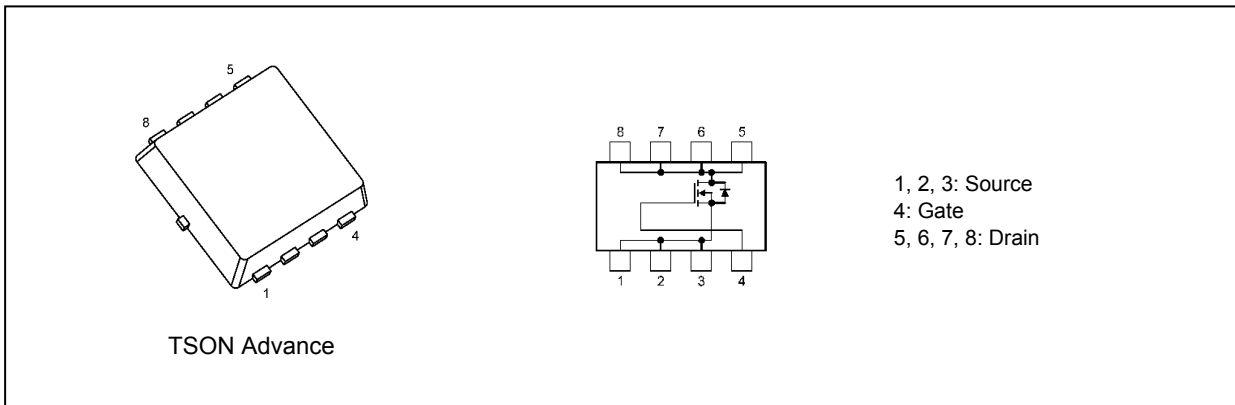 5
8
4
1
TSON Advance
8 7 6 5
1 2 3 4
1, 2, 3: Source
4: Gate
5, 6, 7, 8: Drain